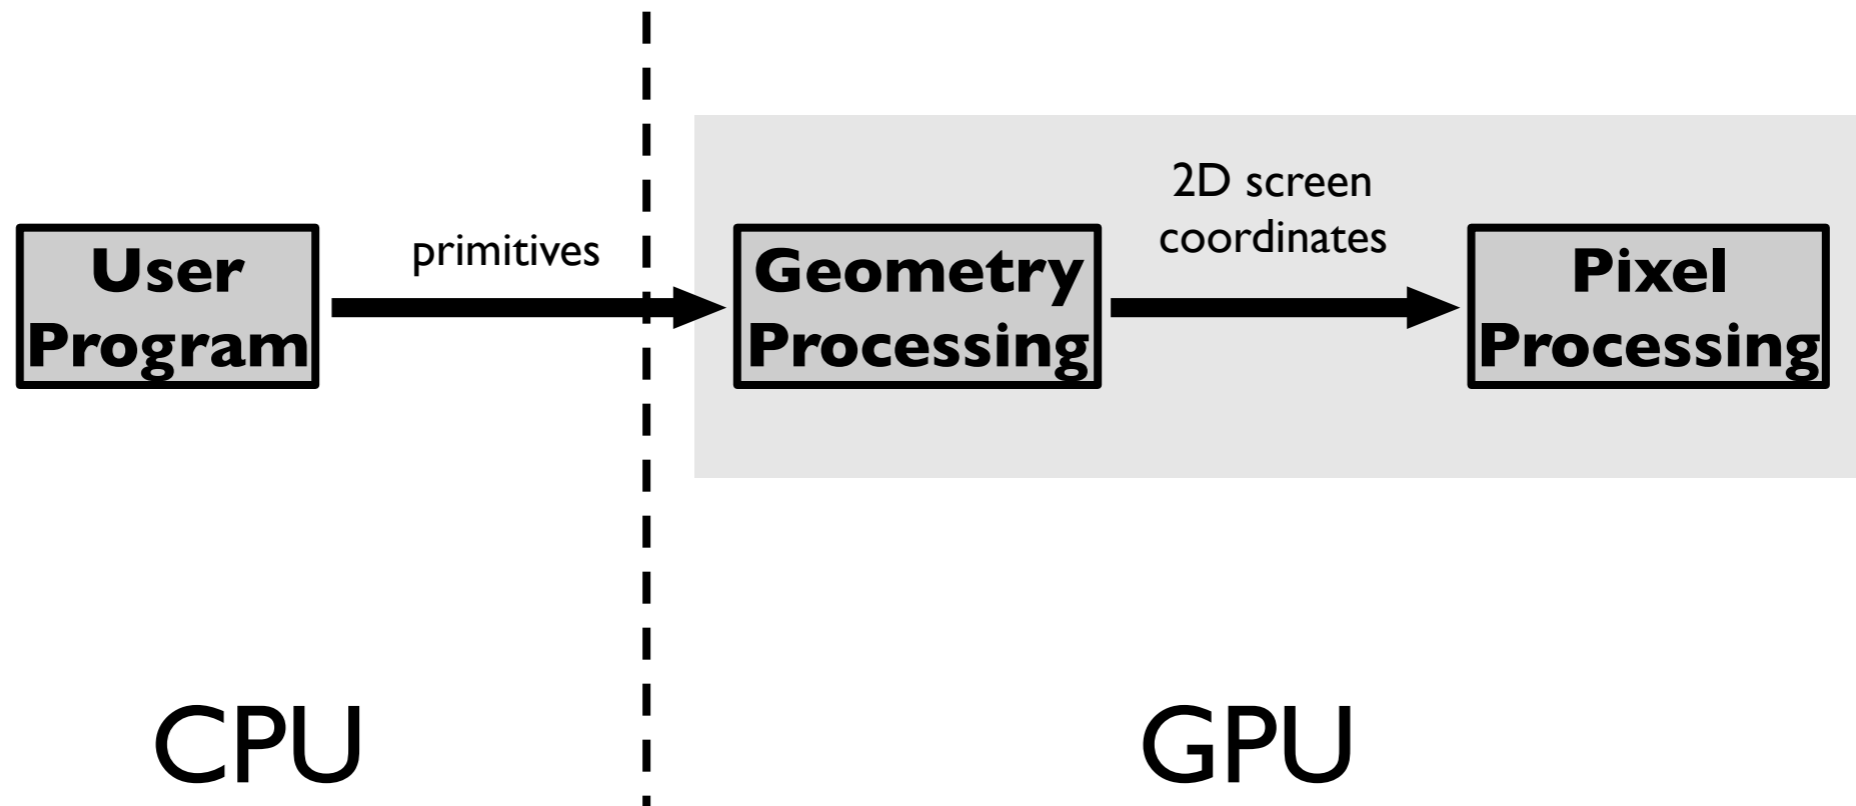 User
Program
primitives
Geometry
Processing
2D screen
coordinates
Pixel
Processing
CPU
GPU